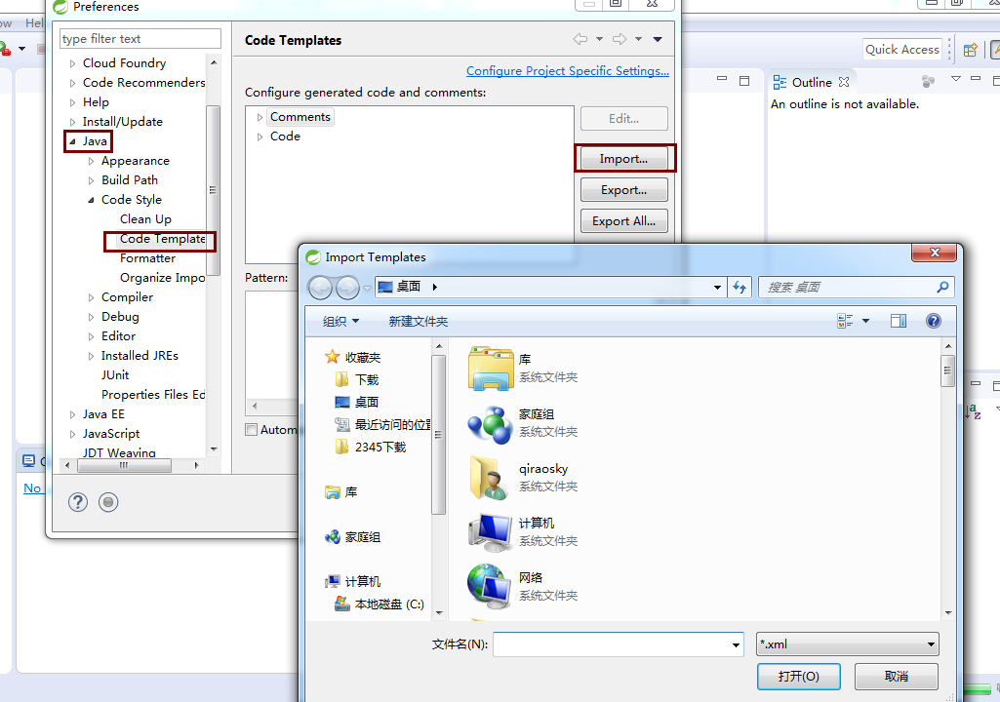 ow Hel
Preferences
type filter text
Cloud Foundry
Code Recommenders
Help
Install/Update
Java
Appearance
Build Path
Code Style
Clean Up
Code Template
Formatter
Organize Impo
Compiler
Debug
Editor
Installed JREs
JUnit
Properties Files Ed
Java EE
JavaScript
JDT Weaving
Code Templates
Configure Project Specific Settings...
Configure generated code and comments:
Comments
Code
Edit...
Import...
Export...
Export All...
Pattern:
Autom
Quick Access
Outline
An outline is not available.
No
Import Templates
桌面
搜索 桌面
组织
新建文件夹
收藏夹
下载
桌面
最近访问的位置
2345下载
库
家庭组
计算机
本地磁盘 (C:)
库
系统文件夹
家庭组
系统文件夹
qiraosky
系统文件夹
计算机
系统文件夹
网络
系统文件夹
文件名(N):
*.xml
打开(O)
取消